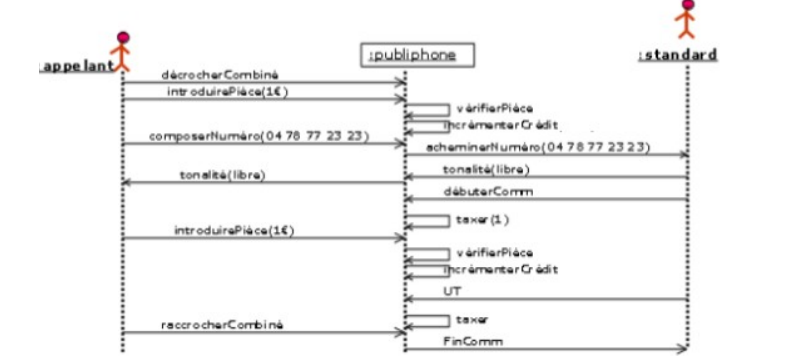 :publiphone
:standard
:appelant
décrocherCombiné
introduirePièce(1€)
vérifierPièce
incrémenterCrédit
composerNuméro(04 78 77 23 23)
acheminerNuméro(04 78 77 23 23)
tonalité(libre)
tonalité(libre)
débuterComm
taxer(1)
introduirePièce(1€)
vérifierPièce
incrémenterCrédit
UT
taxer
raccrocherCombiné
FinComm